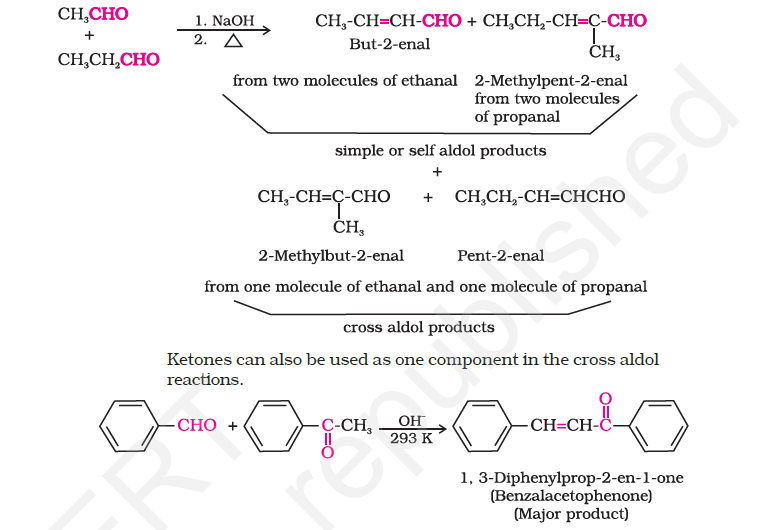 CH₃CHO
+
CH₃CH₂CHO
1. NaOH
2. △
CH₃-CH=CH-CHO + CH₃CH₂-CH=C-CHO
CH₃
But-2-enal
from two molecules of ethanal
2-Methylpent-2-enal
from two molecules
of propanal
simple or self aldol products
+
CH₃-CH=C-CHO + CH₃CH₂-CH=CHCHO
CH₃
2-Methylbut-2-enal Pent-2-enal
from one molecule of ethanal and one molecule of propanal
cross aldol products
Ketones can also be used as one component in the cross aldol
reactions.
CHO + C-CH₃
O
OH⁻
293 K
O
CH=CH-C
1, 3-Diphenylprop-2-en-1-one
(Benzalacetophenone)
(Major product)
republished